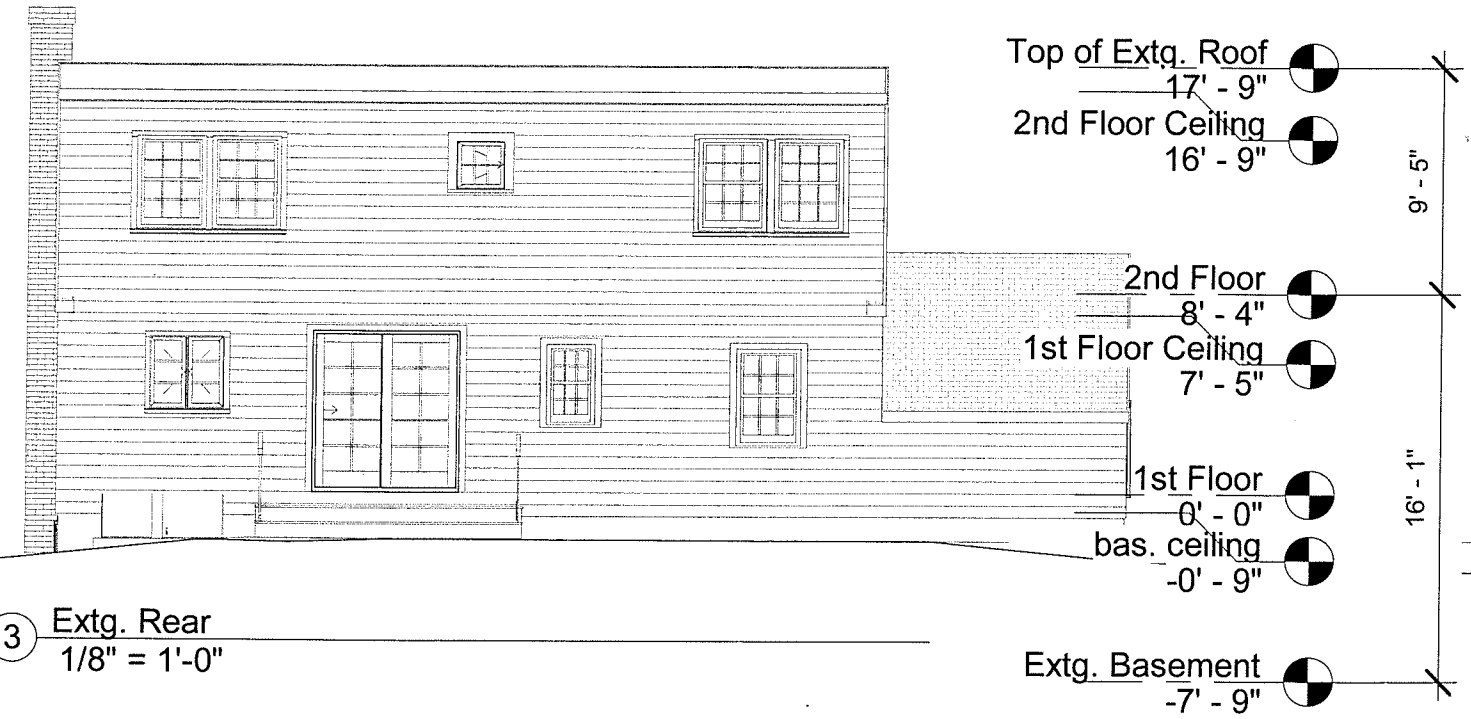 Top of Extg. Roof
17' - 9"
2nd Floor Ceiling
16' - 9"
9' - 5"
2nd Floor
8' - 4"
1st Floor Ceiling
7' - 5"
1st Floor
0' - 0"
16' - 1"
bas. ceiling
-0' - 9"
3
Extg. Rear
1/8" = 1'-0"
Extg. Basement
-7' - 9"